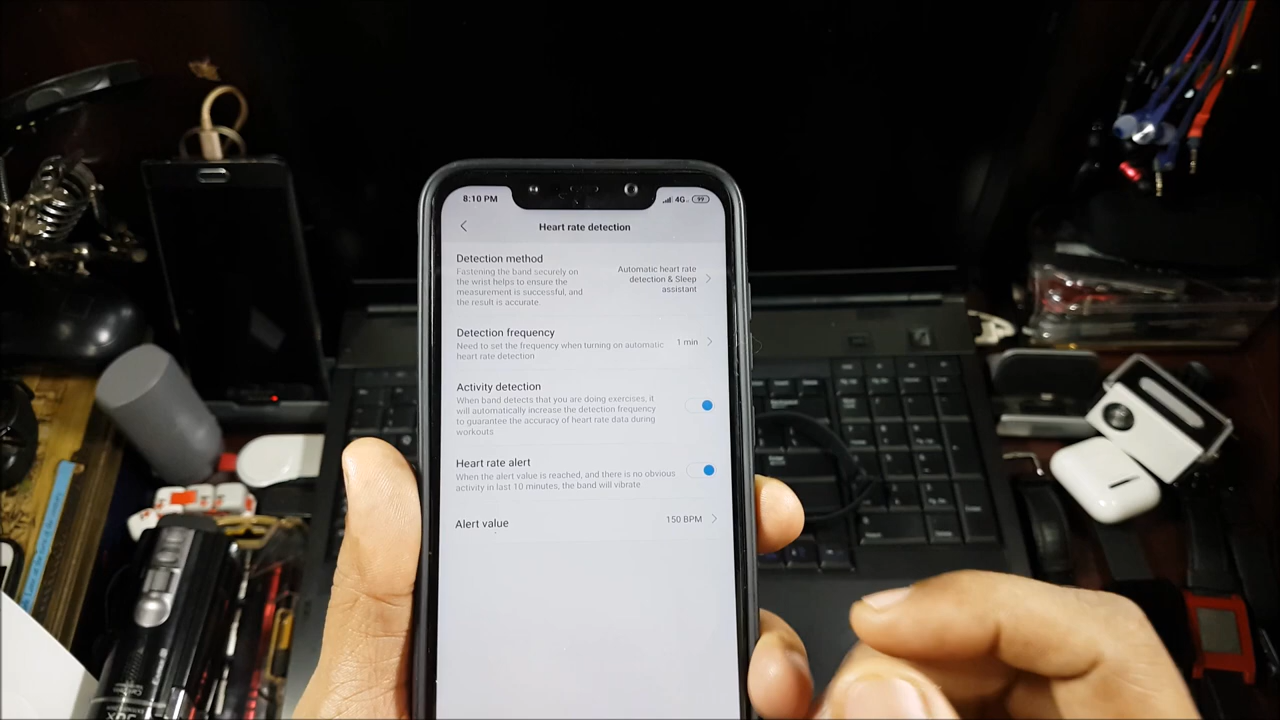 8:10 PM
4G
99
Heart rate detection
Detection method
Fastening the band securely on
the wrist helps to ensure the
measurement is successful, and
the result is accurate.
Automatic heart rate
detection & Sleep
assistant
Detection frequency
Need to set the frequency when turning on automatic
heart rate detection
1 min
Activity detection
When band detects that you are doing exercises, it
will automatically increase the detection frequency
to guarantee the accuracy of heart rate data during
workouts
Heart rate alert
When the alert value is reached, and there is no obvious
activity in last 10 minutes, the band will vibrate
Alert value
150 BPM